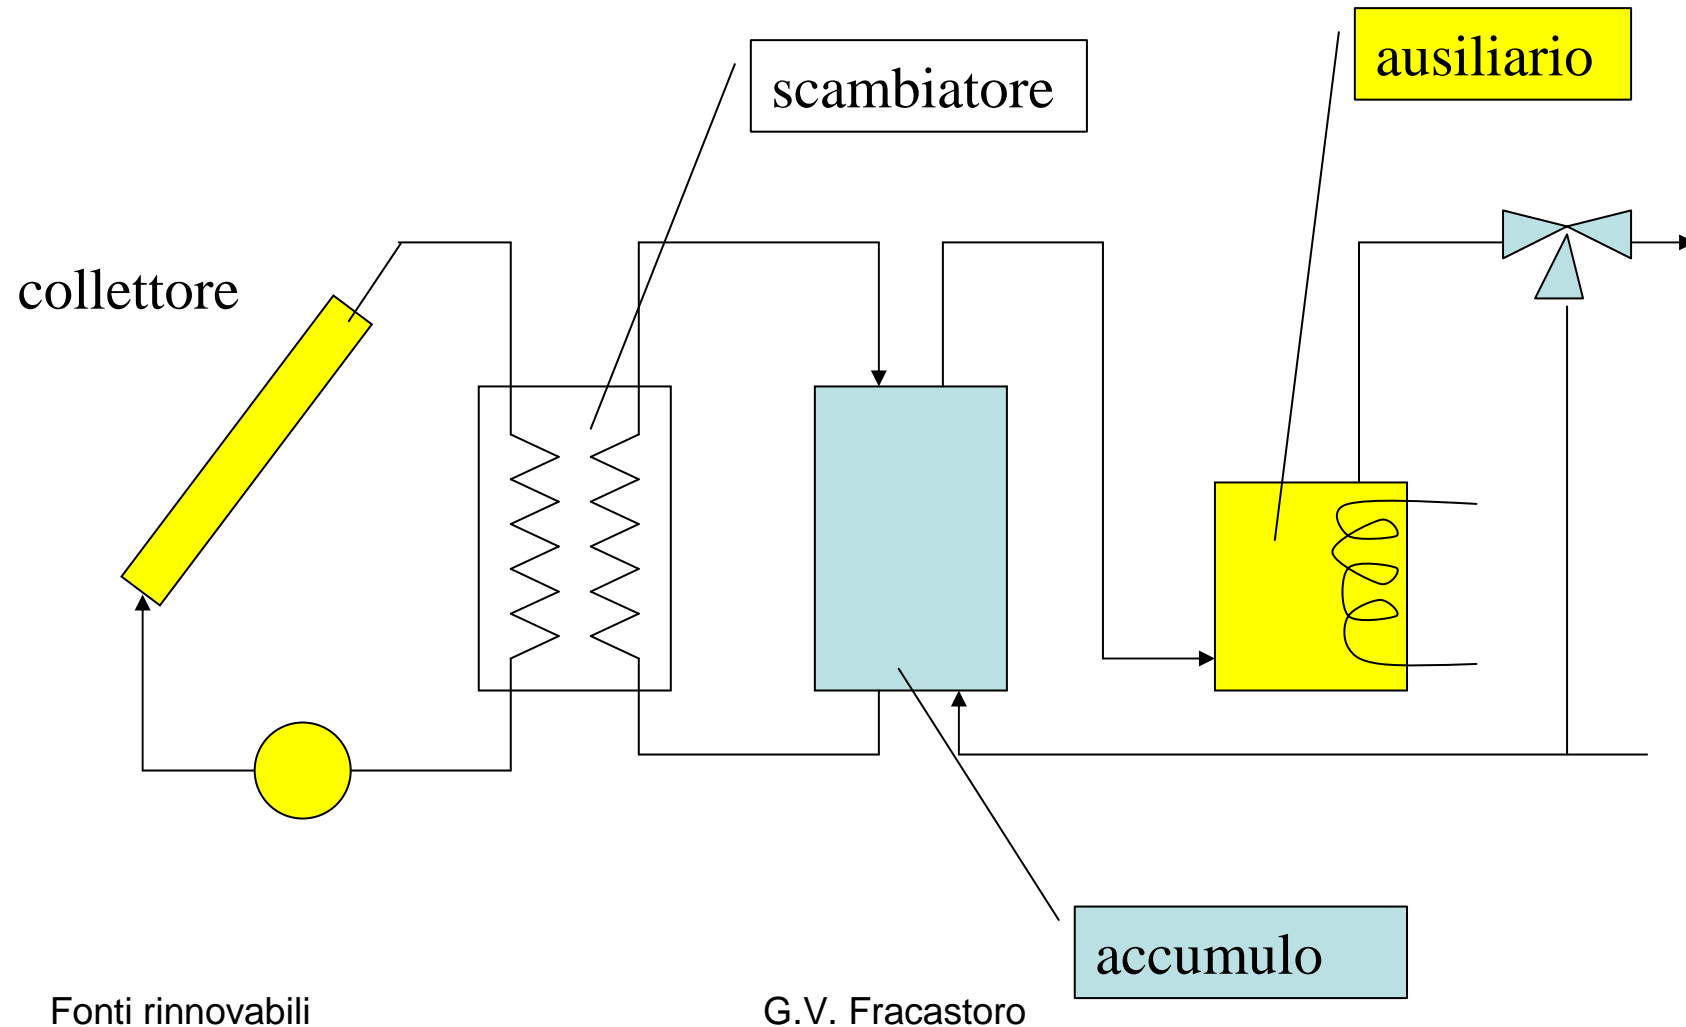 scambiatore
ausiliario
collettore
accumulo
Fonti rinnovabili
G.V. Fracastoro